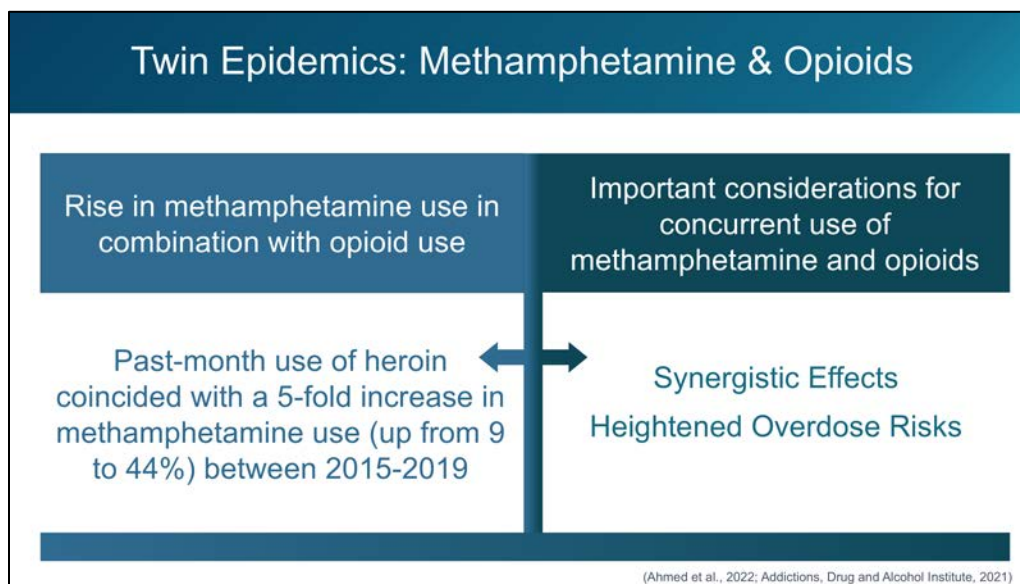 Twin Epidemics: Methamphetamine & Opioids
Rise in methamphetamine use in
combination with opioid use
Past-month use of heroin
coincided with a 5-fold increase in
methamphetamine use (up from 9
to 44%) between 2015-2019
Important considerations for
concurrent use of
methamphetamine and opioids
Synergistic Effects
Heightened Overdose Risks
(Ahmed et al., 2022; Addictions, Drug and Alcohol Institute, 2021)